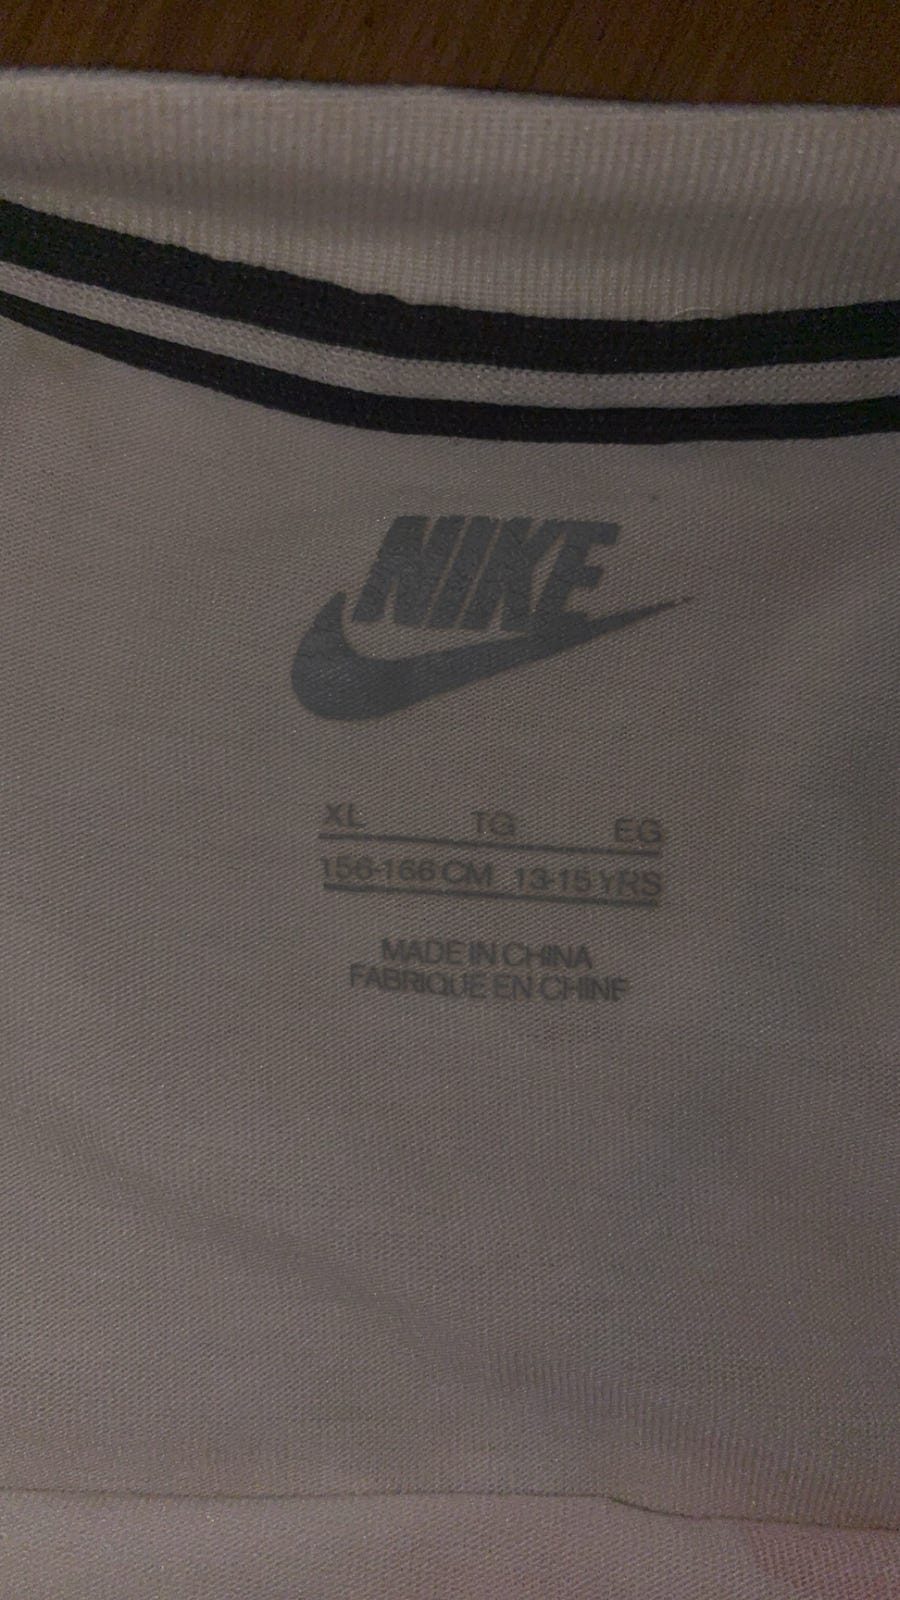 NIKE
XL TG EG
156-166 CM 13-15 YRS
MADE IN CHINA
FABRIQUE EN CHINE